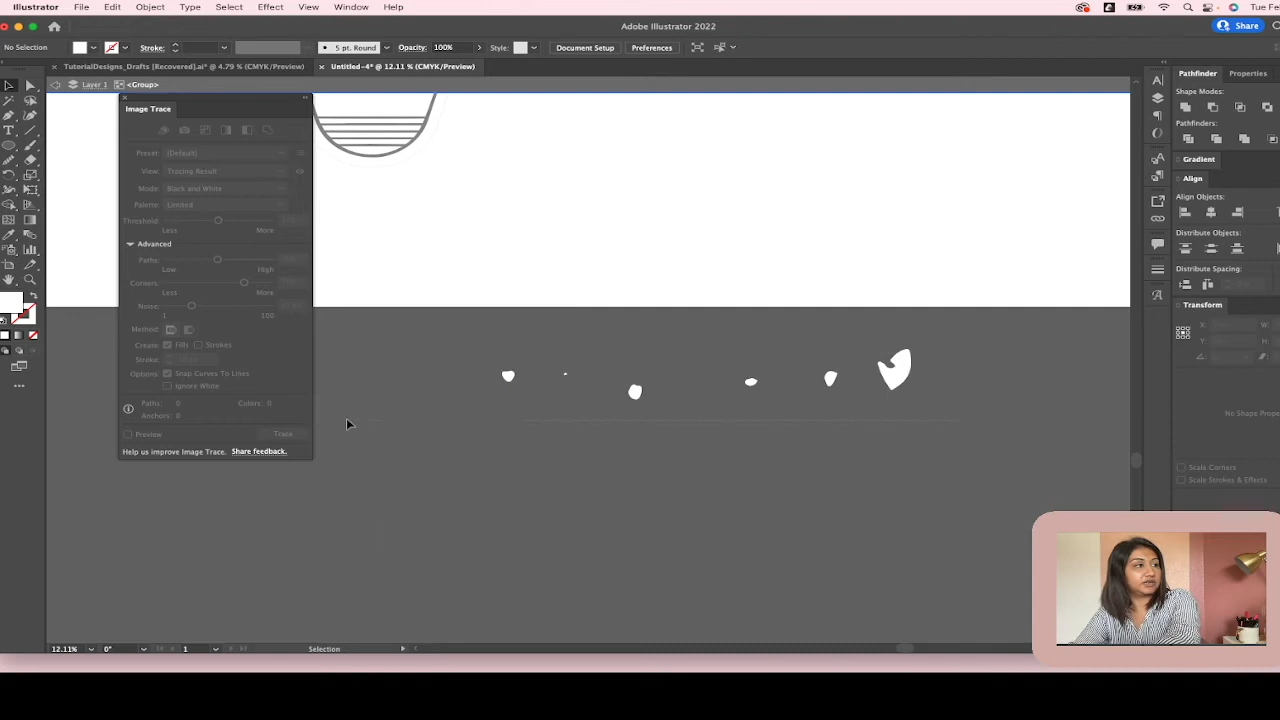 Illustrator File Edit Object Type Select Effect View Window Help Tue Fe
Adobe Illustrator 2022
Share
No Selection Stroke: 5 pt. Round Opacity: 100% Style: Document Setup Preferences
TutorialDesigns_Drafts [Recovered].ai* @ 4.79 % (CMYK/Preview) Untitled-4* @ 12.11 % (CMYK/Preview)
Layer 1 <Group>
Image Trace
Preset: [Default]
View: Tracing Result
Mode: Black and White
Palette: Limited
Threshold:
Less More
Advanced
Paths:
Low High
Corners:
Less More
Noise:
1 100
Method:
Create: Fills Strokes
Stroke:
Options: Snap Curves To Lines
Ignore White
Paths: 0 Colors: 0
Anchors: 0
Preview Trace
Help us improve Image Trace. Share feedback.
Pathfinder Properties
Shape Modes:
Pathfinders:
Gradient
Align
Align Objects:
Distribute Objects:
Distribute Spacing:
Transform
X: W:
Y:
No Shape Prope
Scale Corners
Scale Strokes & Effects
12.11% 0° 1 Selection